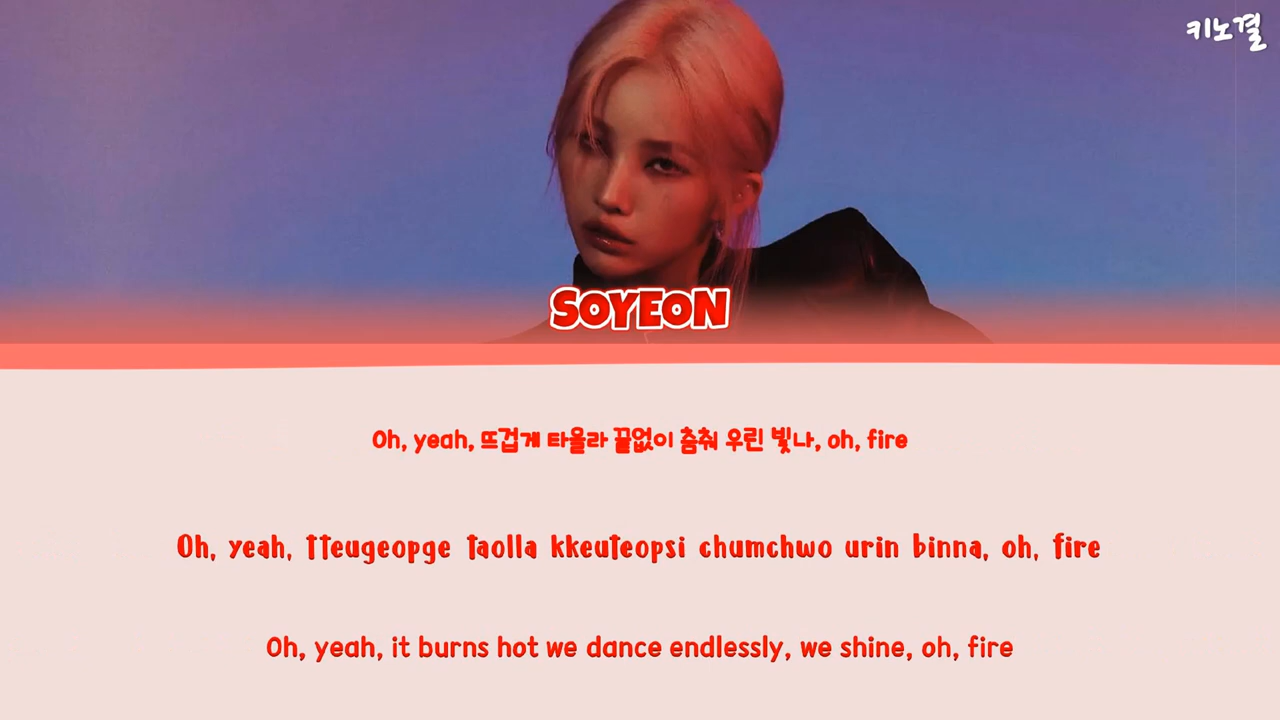 키노결
SOYEON
Oh, yeah, 뜨겁게 타올라 끝없이 춤춰 우린 빛나, oh, fire
Oh, yeah, tteugeopge taolla kkeuteopsi chumchwo urin binna, oh, fire
Oh, yeah, it burns hot we dance endlessly, we shine, oh, fire